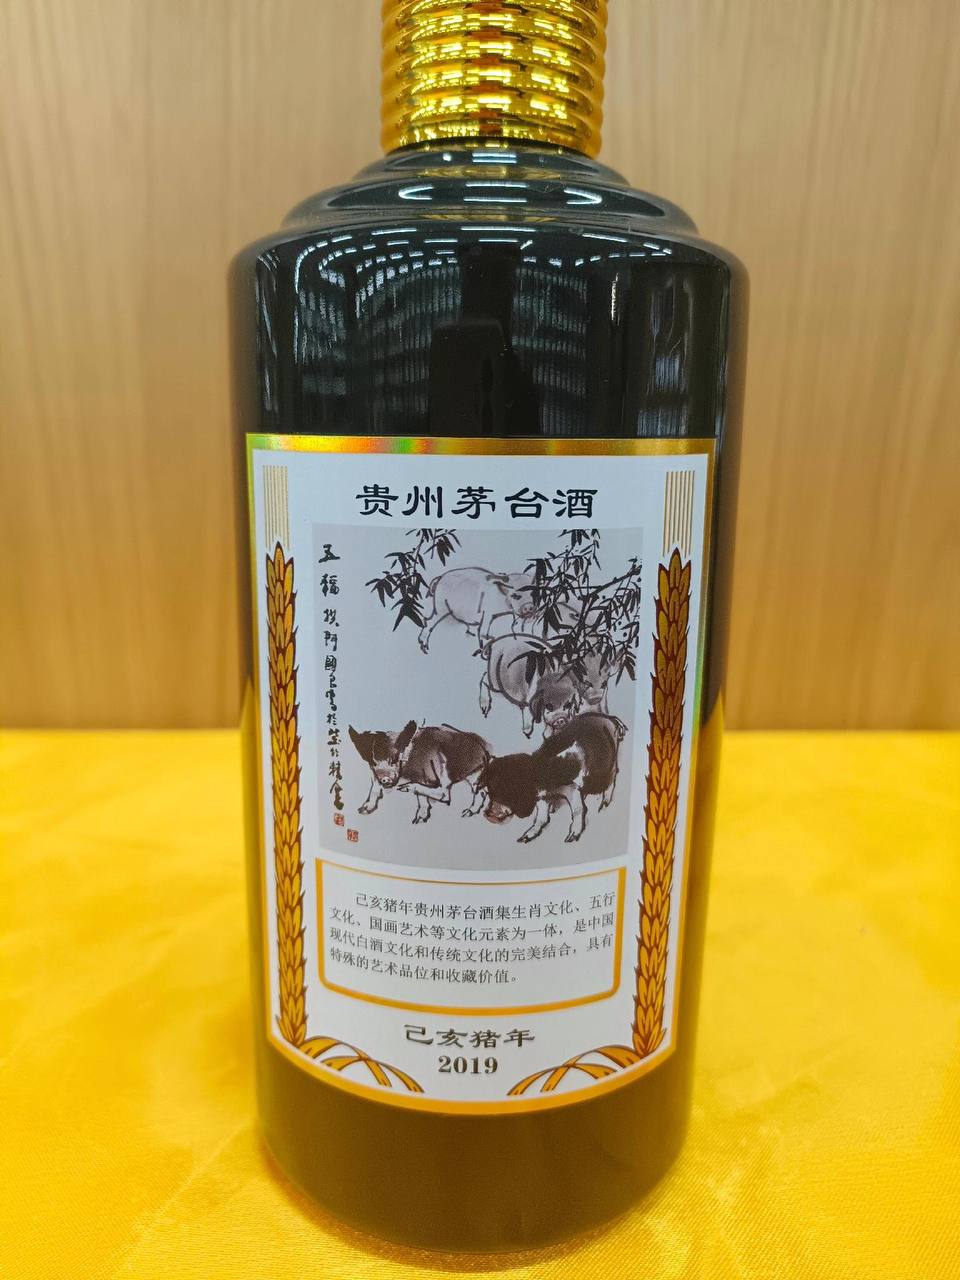 贵州茅台酒
五福
己亥猪年贵州茅台酒集生肖文化、五行
文化、国画艺术等文化元素为一体，是中国
现代白酒文化和传统文化的完美结合，具有
特殊的艺术品位和收藏价值。
己亥猪年
2019